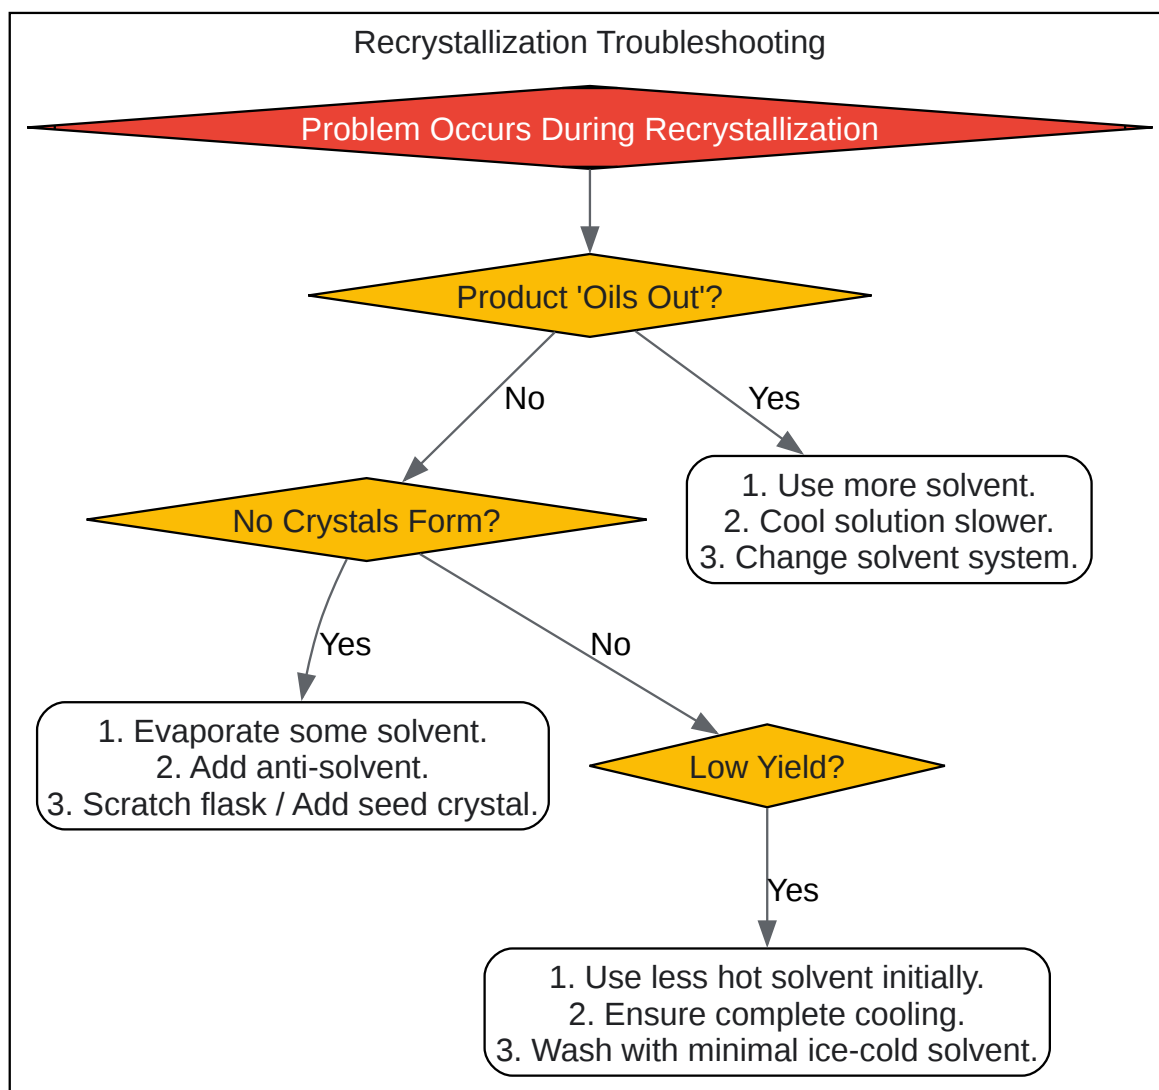 Recrystallization Troubleshooting
Problem Occurs During Recrystallization
Product 'Oils Out'?
No
Yes
1. Use more solvent.
2. Cool solution slower.
3. Change solvent system.
No Crystals Form?
Yes
No
1. Evaporate some solvent.
2. Add anti-solvent.
3. Scratch flask / Add seed crystal.
Low Yield?
Yes
1. Use less hot solvent initially.
2. Ensure complete cooling.
3. Wash with minimal ice-cold solvent.